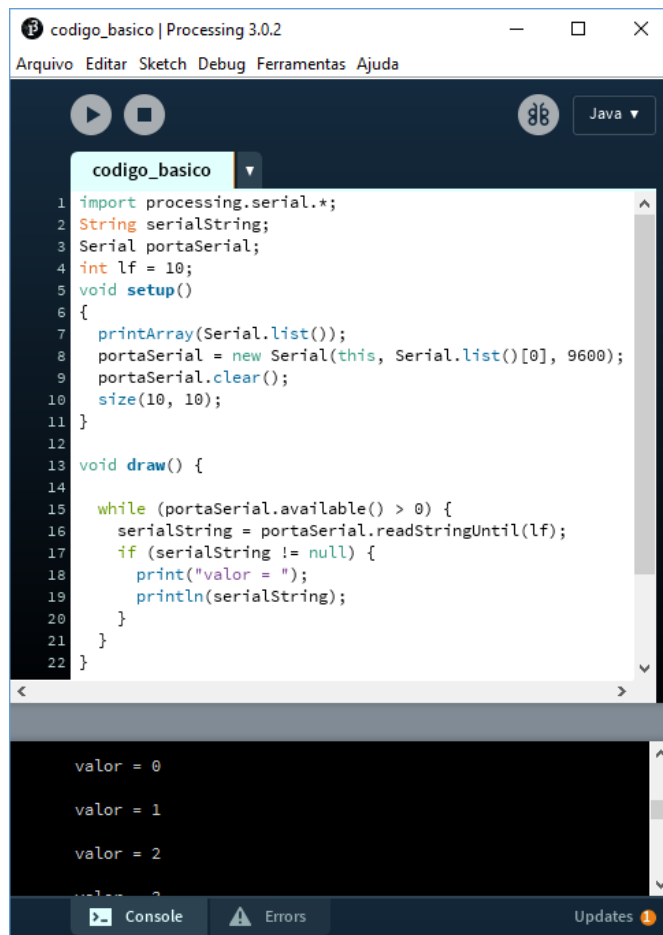 codigo_basico | Processing 3.0.2
Arquivo Editar Sketch Debug Ferramentas Ajuda
Java
codigo_basico
1 import processing.serial.*;
2 String serialString;
3 Serial portaSerial;
4 int lf = 10;
5 void setup()
6 {
7   printArray(Serial.list());
8   portaSerial = new Serial(this, Serial.list()[0], 9600);
9   portaSerial.clear();
10   size(10, 10);
11 }
12
13 void draw() {
14
15   while (portaSerial.available() > 0) {
16     serialString = portaSerial.readStringUntil(lf);
17     if (serialString != null) {
18       print("valor = ");
19       println(serialString);
20     }
21   }
22 }
valor = 0
valor = 1
valor = 2
Console Errors Updates 1